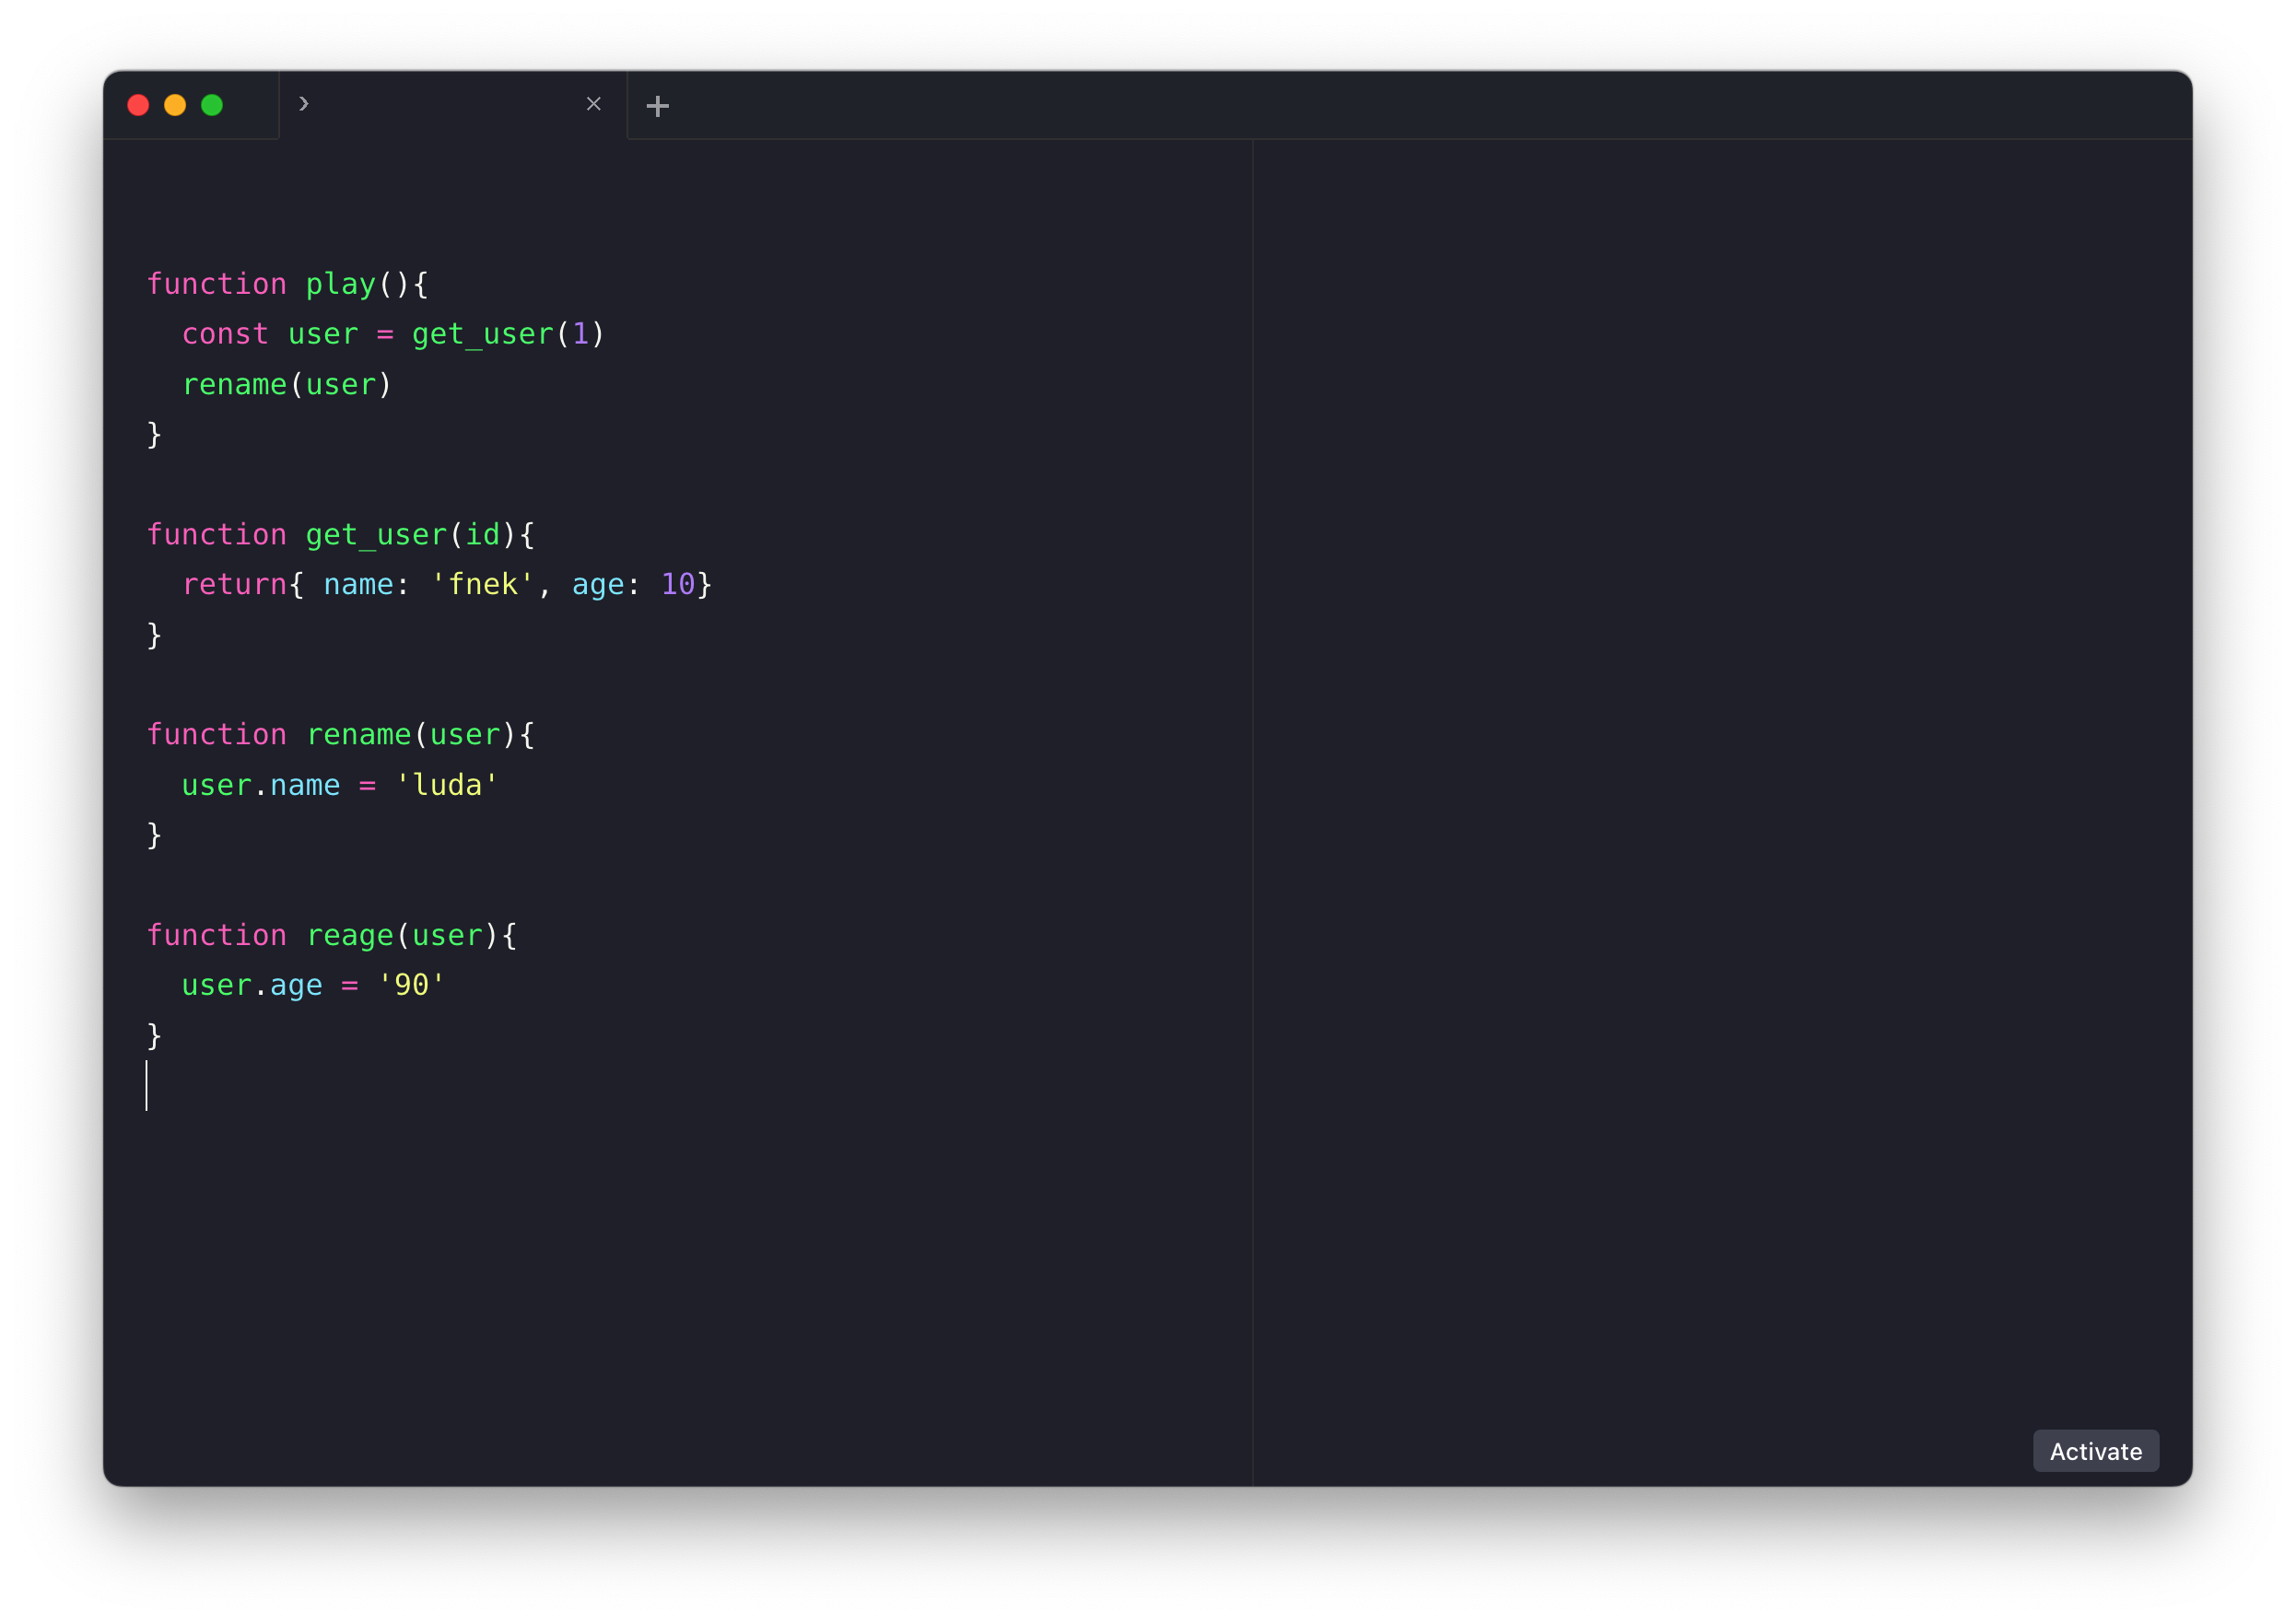 function play(){
  const user = get_user(1)
  rename(user)
}
function get_user(id){
  return{ name: 'fnek', age: 10}
}
function rename(user){
  user.name = 'luda'
}
function reage(user){
  user.age = '90'
}
Activate